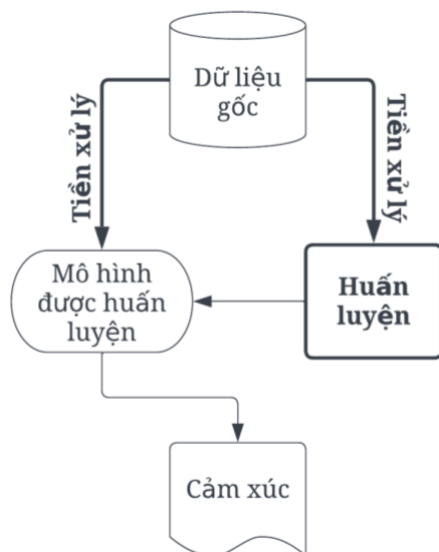 Dữ liệu
gốc
Tiền xử lý
Tiền xử lý
Mô hình
được huấn
luyện
Huấn
luyện
Cảm xúc